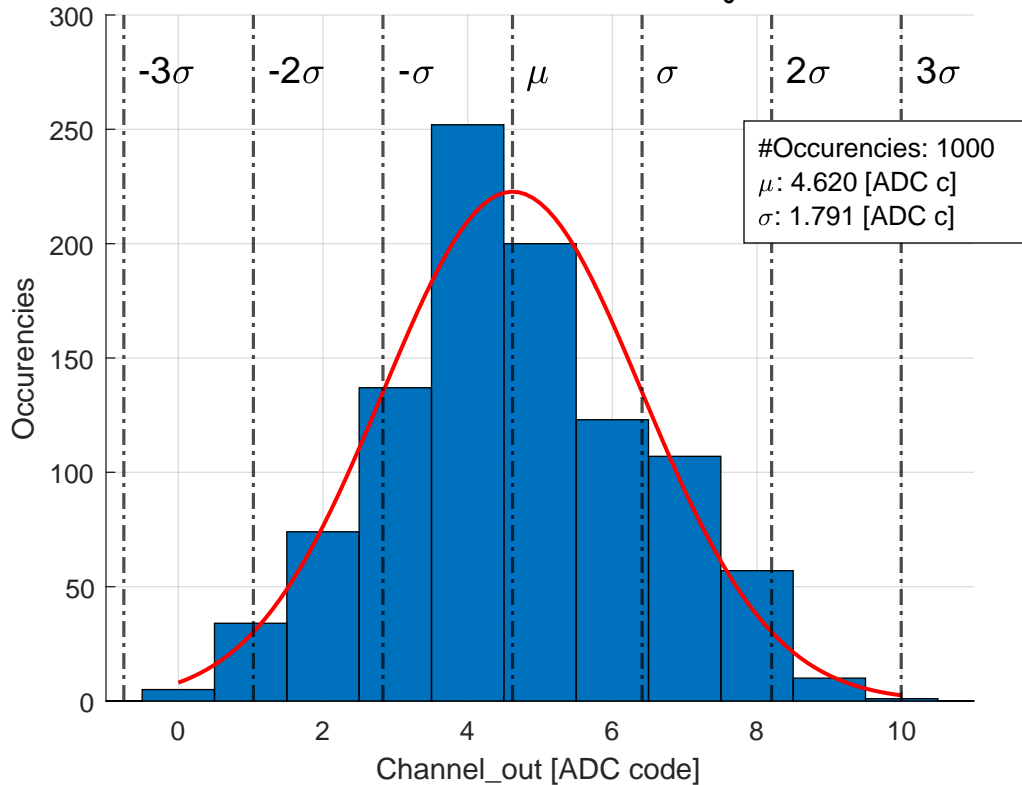 300
-3σ -2σ -σ μ σ 2σ 3σ
250
#Occurencies: 1000
μ: 4.620 [ADC c]
σ: 1.791 [ADC c]
200
150
100
50
0
Occurencies
0 2 4 6 8 10
Channel_out [ADC code]